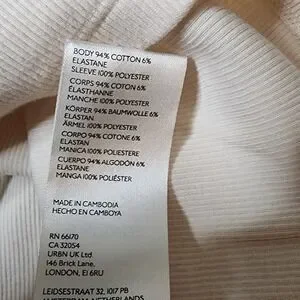 BODY 94% COTTON 6%
ELASTANE
SLEEVE 100% POLYESTER
CORPS 94% COTON 6%
ÉLASTHANNE
MANCHE 100% POLYESTER
KÖRPER 94% BAUMWOLLE 6%
ELASTAN
ÄRMEL 100% POLYESTER
CORPO 94% COTONE 6%
ELASTAN
MANICA 100% POLIESTERE
CUERPO 94% ALGODÓN 6%
ELASTANO
MANGA 100% POLIÉSTER
MADE IN CAMBODIA
HECHO EN CAMBOYA
RN 66170
CA 32054
URBN UK Ltd
146 Brick Lane,
LONDON, E1 6RU
LEIDSESTRAAT 32, 1017 PB
AMSTERDAM, NETHERLANDS